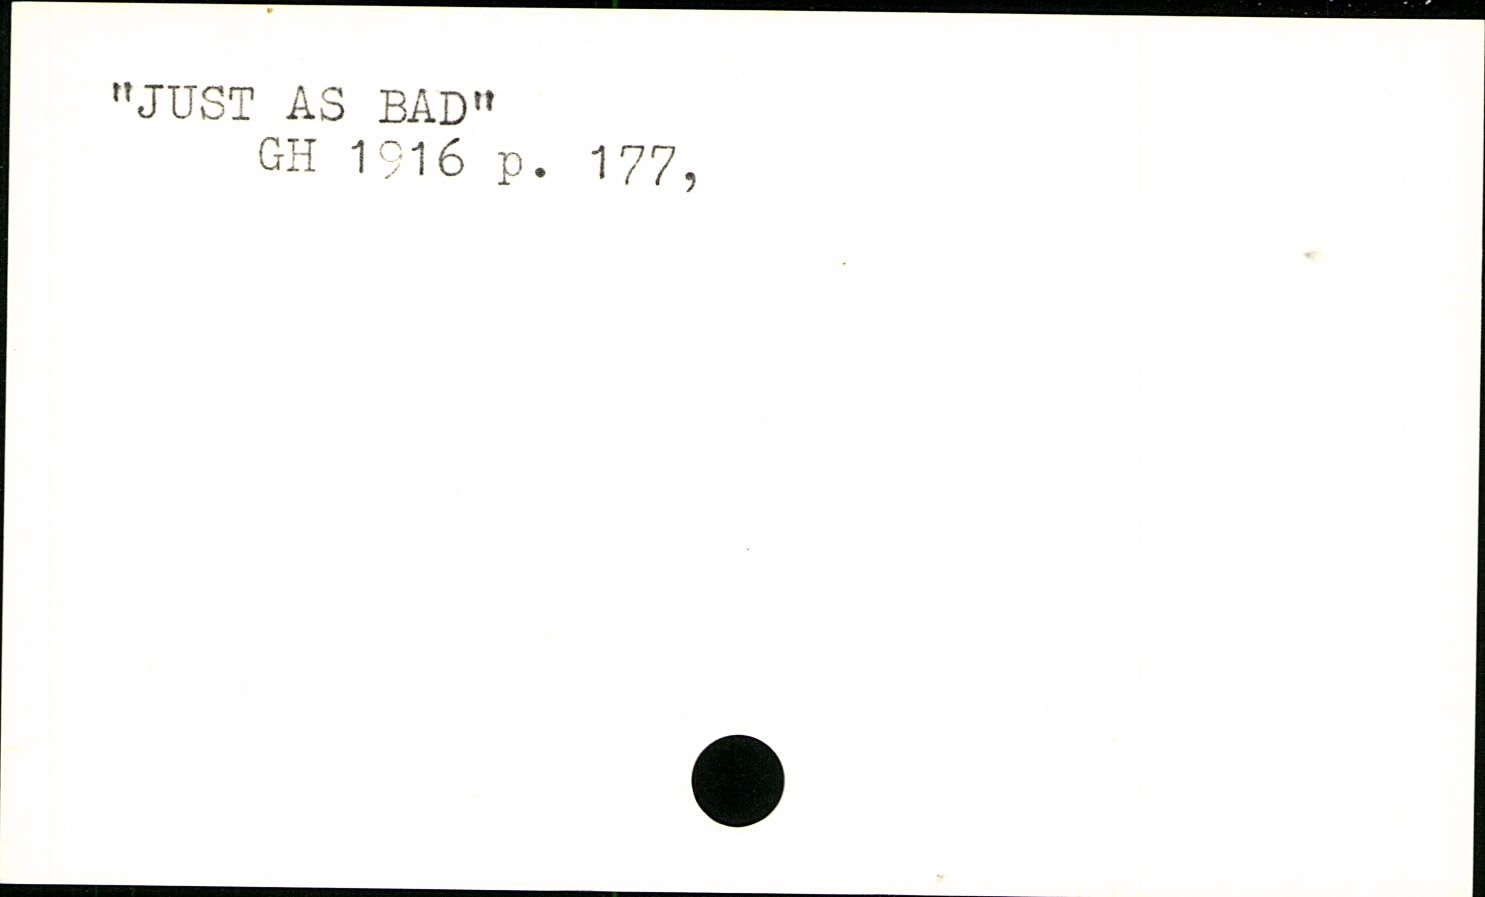 "JUST AS BAD"
GH 1916 p. 177,